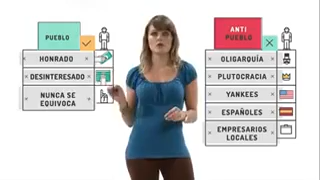 PUEBLO
HONRADO
DESINTERESADO
NUNCA SE
EQUIVOCA
ANTI
PUEBLO
OLIGARQUÍA
PLUTOCRACIA
YANKEES
ESPAÑOLES
EMPRESARIOS
LOCALES